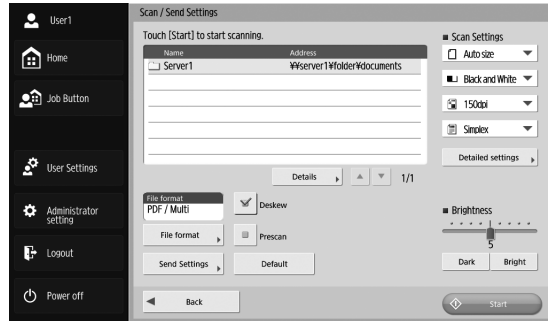 User1
Home
Job Button
User Settings
Administrator
setting
Logout
Power off
Scan / Send Settings
Touch [Start] to start scanning.
Name Address
Server1 ¥¥server1¥folder¥documents
Details 1/1
File format
PDF / Multi
Deskew
File format
Prescan
Send Settings
Default
Back
Scan Settings
Auto size
Black and White
150dpi
Simplex
Detailed settings
Brightness
5
Dark Bright
Start